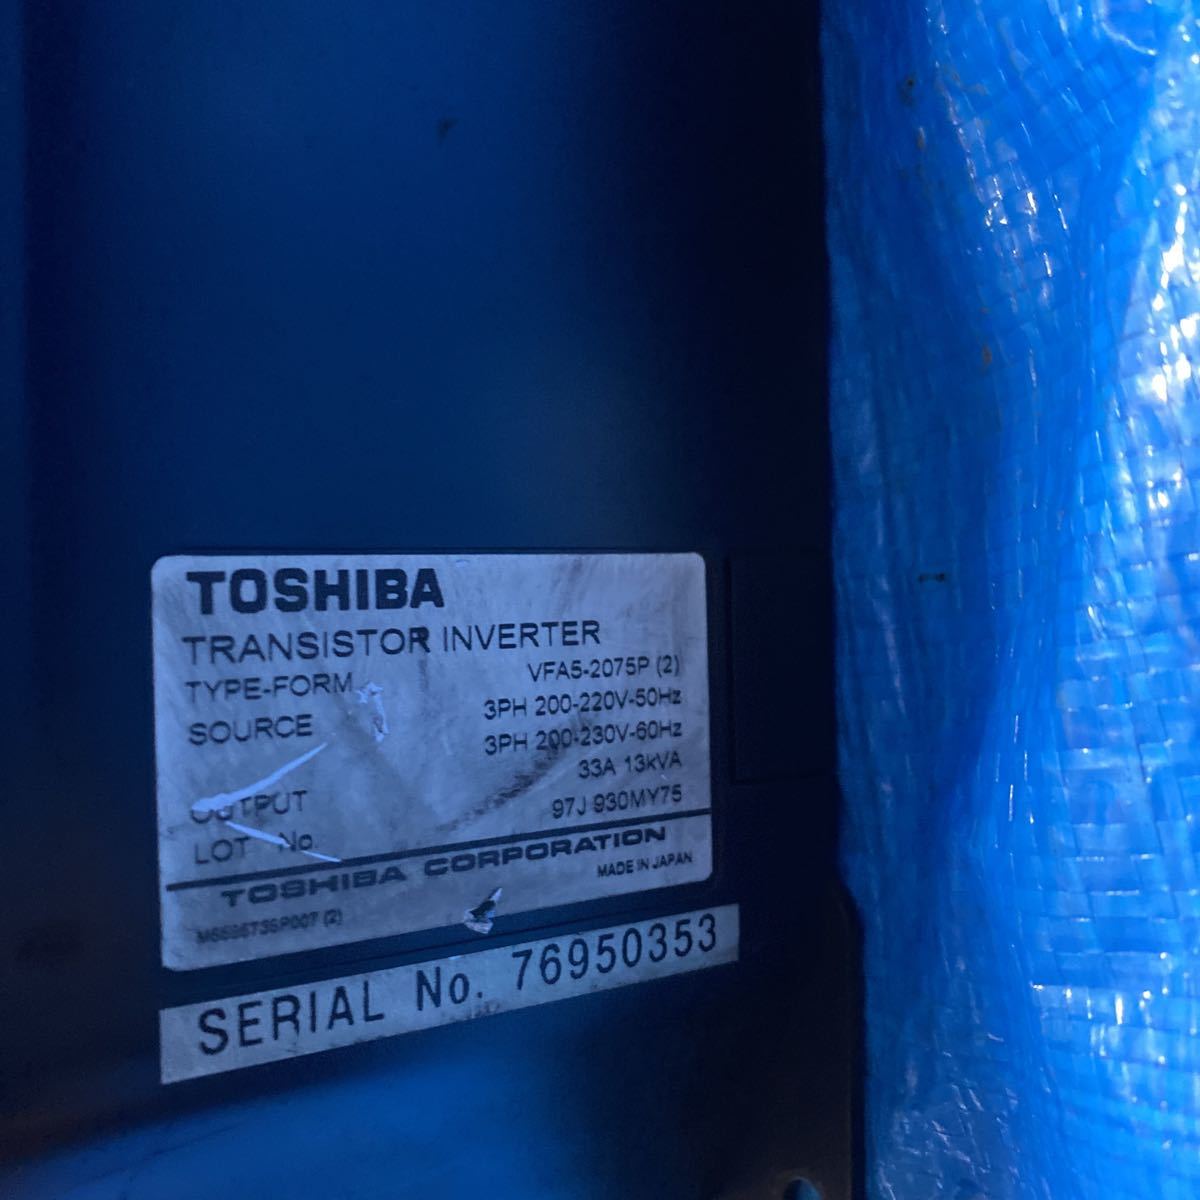 TOSHIBA
TRANSISTOR INVERTER
TYPE-FORM VFA5-2075P (2)
SOURCE 3PH 200-220V-50Hz
3PH 200-230V-60Hz
OUTPUT 33A 13kVA
LOT No. 97J 930MY75
TOSHIBA CORPORATION
MADE IN JAPAN
SERIAL No. 76950353